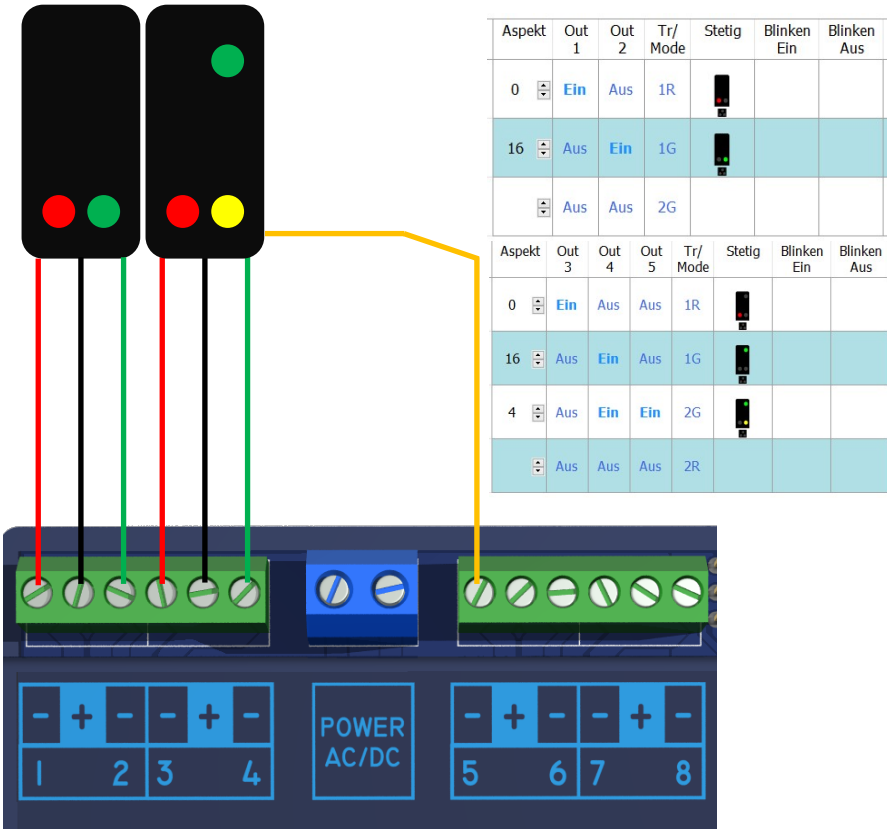 Aspekt Out 1 Out 2 Tr/ Mode Stetig Blinken Ein Blinken Aus
0 Ein Aus 1R
16 Aus Ein 1G
Aus Aus 2G
Aspekt Out 3 Out 4 Out 5 Tr/ Mode Stetig Blinken Ein Blinken Aus
0 Ein Aus Aus 1R
16 Aus Ein Aus 1G
4 Aus Ein Ein 2G
Aus Aus Aus 2R
- + - - + - POWER AC/DC - + - - + -
1 2 3 4 5 6 7 8